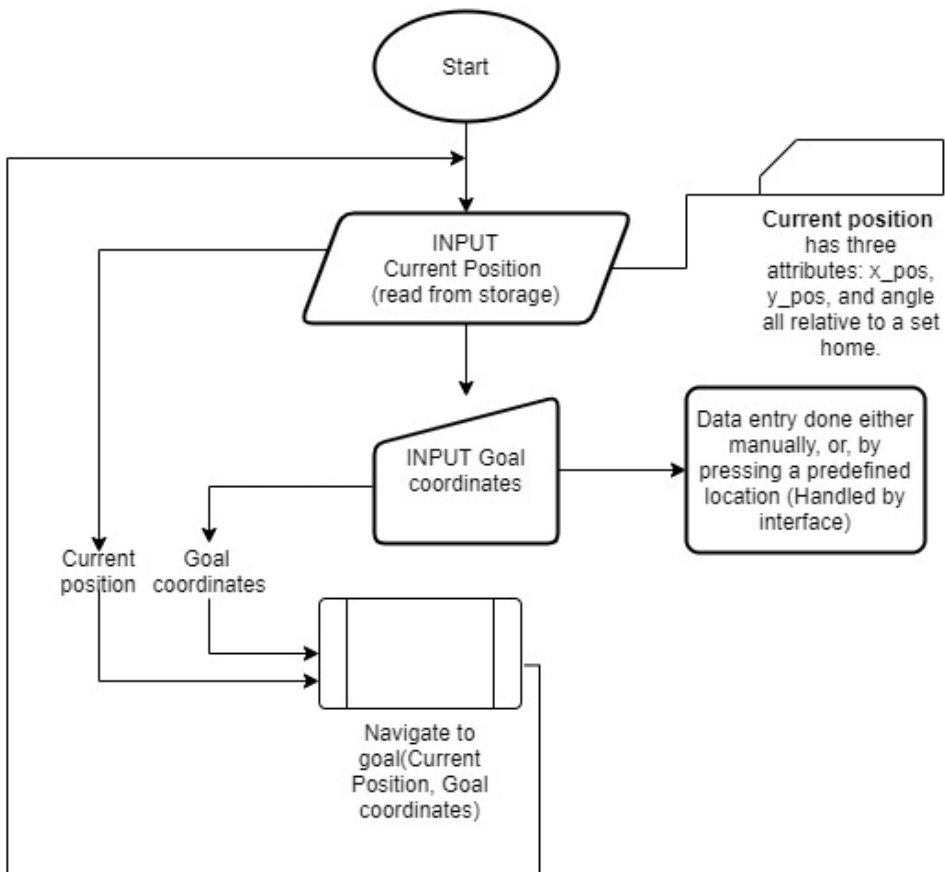 Start
INPUT
Current Position
(read from storage)
Current position
has three
attributes: x_pos,
y_pos, and angle
all relative to a set
home.
INPUT Goal
coordinates
Data entry done either
manually, or, by
pressing a predefined
location (Handled by
interface)
Current
position
Goal
coordinates
Navigate to
goal(Current
Position, Goal
coordinates)